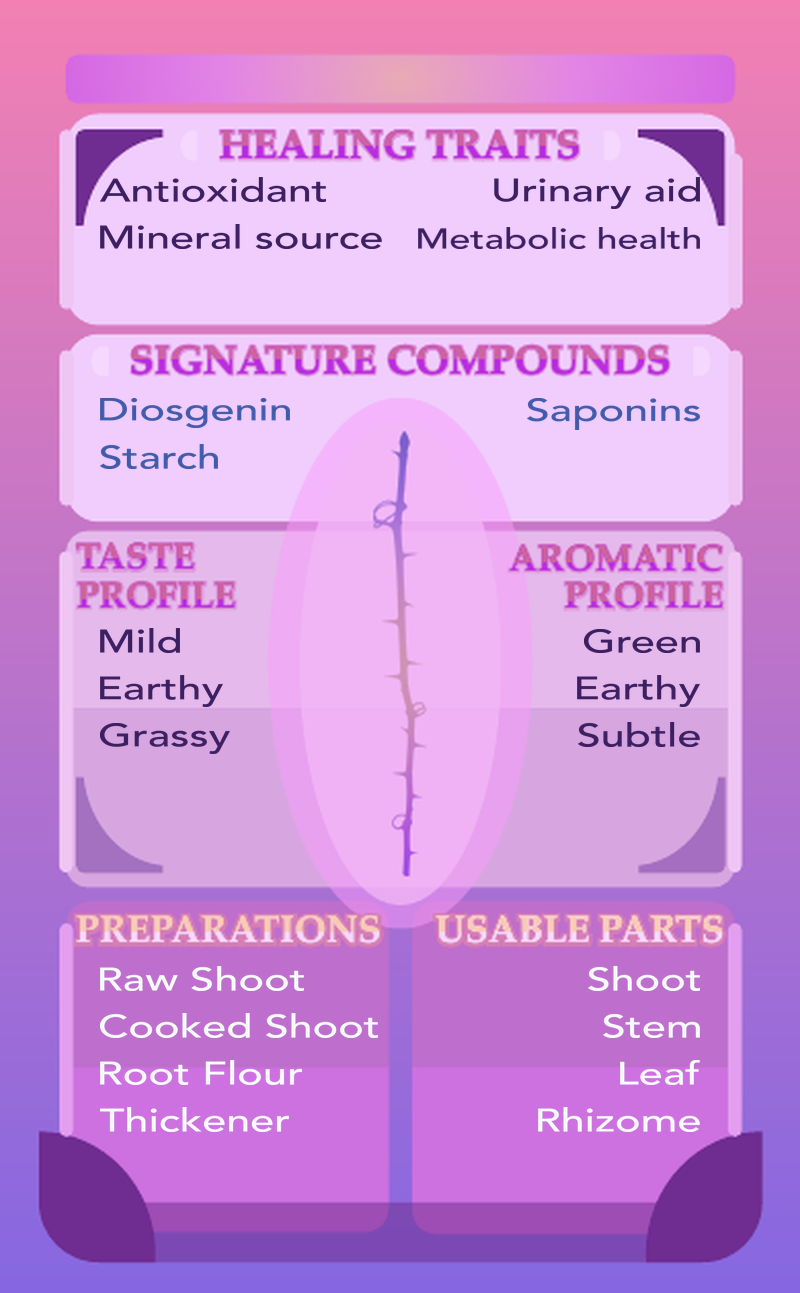 HEALING TRAITS
Antioxidant
Urinary aid
Mineral source
Metabolic health
SIGNATURE COMPOUNDS
Diosgenin
Saponins
Starch
TASTE
PROFILE
Mild
Earthy
Grassy
AROMATIC
PROFILE
Green
Earthy
Subtle
PREPARATIONS
Raw Shoot
Cooked Shoot
Root Flour
Thickener
USABLE PARTS
Shoot
Stem
Leaf
Rhizome